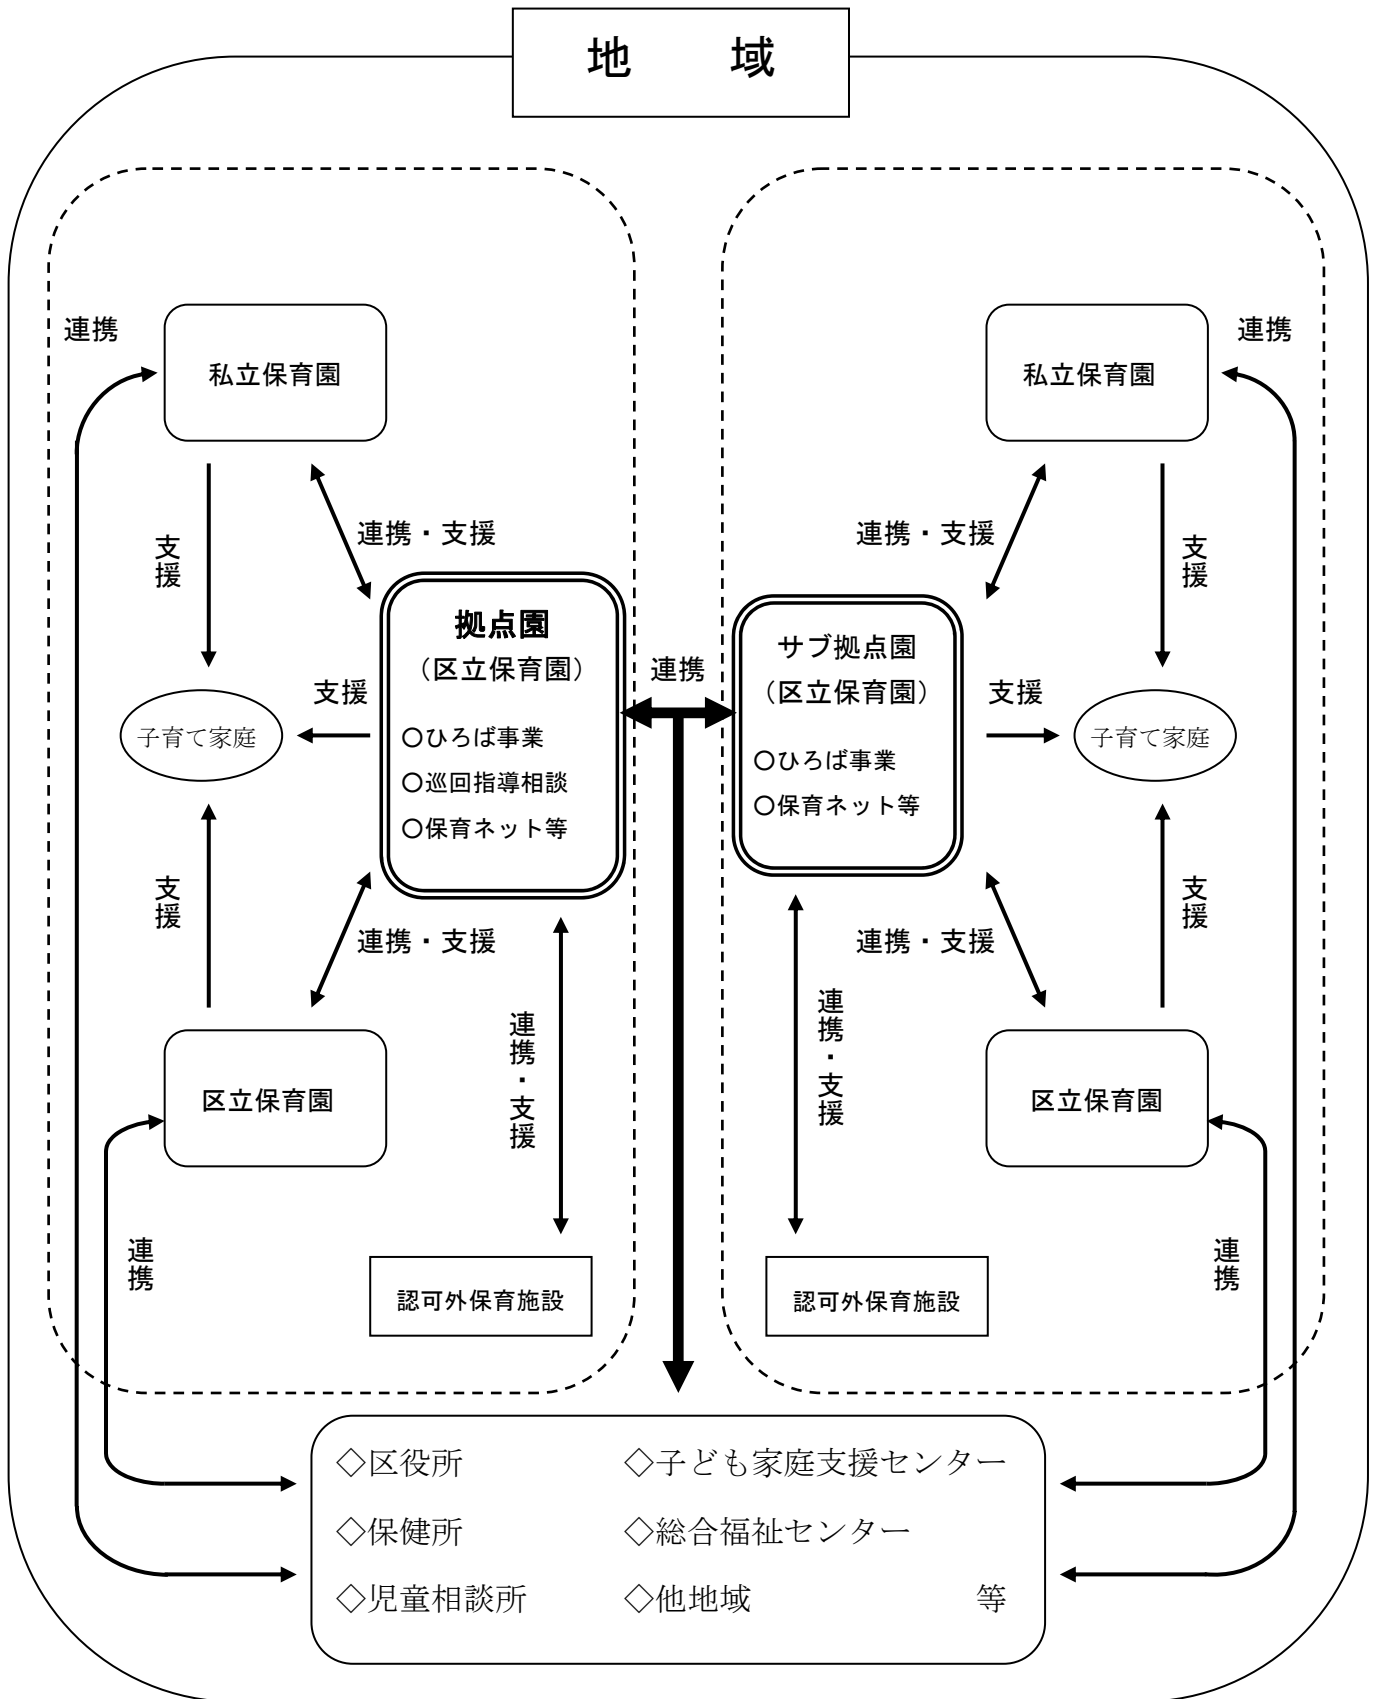 地　域
連携
私立保育園
私立保育園
連携
連携・支援
連携・支援
支援
支援
拠点園
（区立保育園）
○ひろば事業
○巡回指導相談
○保育ネット等
連携
サブ拠点園
（区立保育園）
○ひろば事業
○保育ネット等
支援
支援
子育て家庭
子育て家庭
支援
支援
連携・支援
連携・支援
連携・支援
連携・支援
区立保育園
区立保育園
連携
連携
認可外保育施設
認可外保育施設
◇区役所　◇子ども家庭支援センター
◇保健所　◇総合福祉センター
◇児童相談所　◇他地域　等